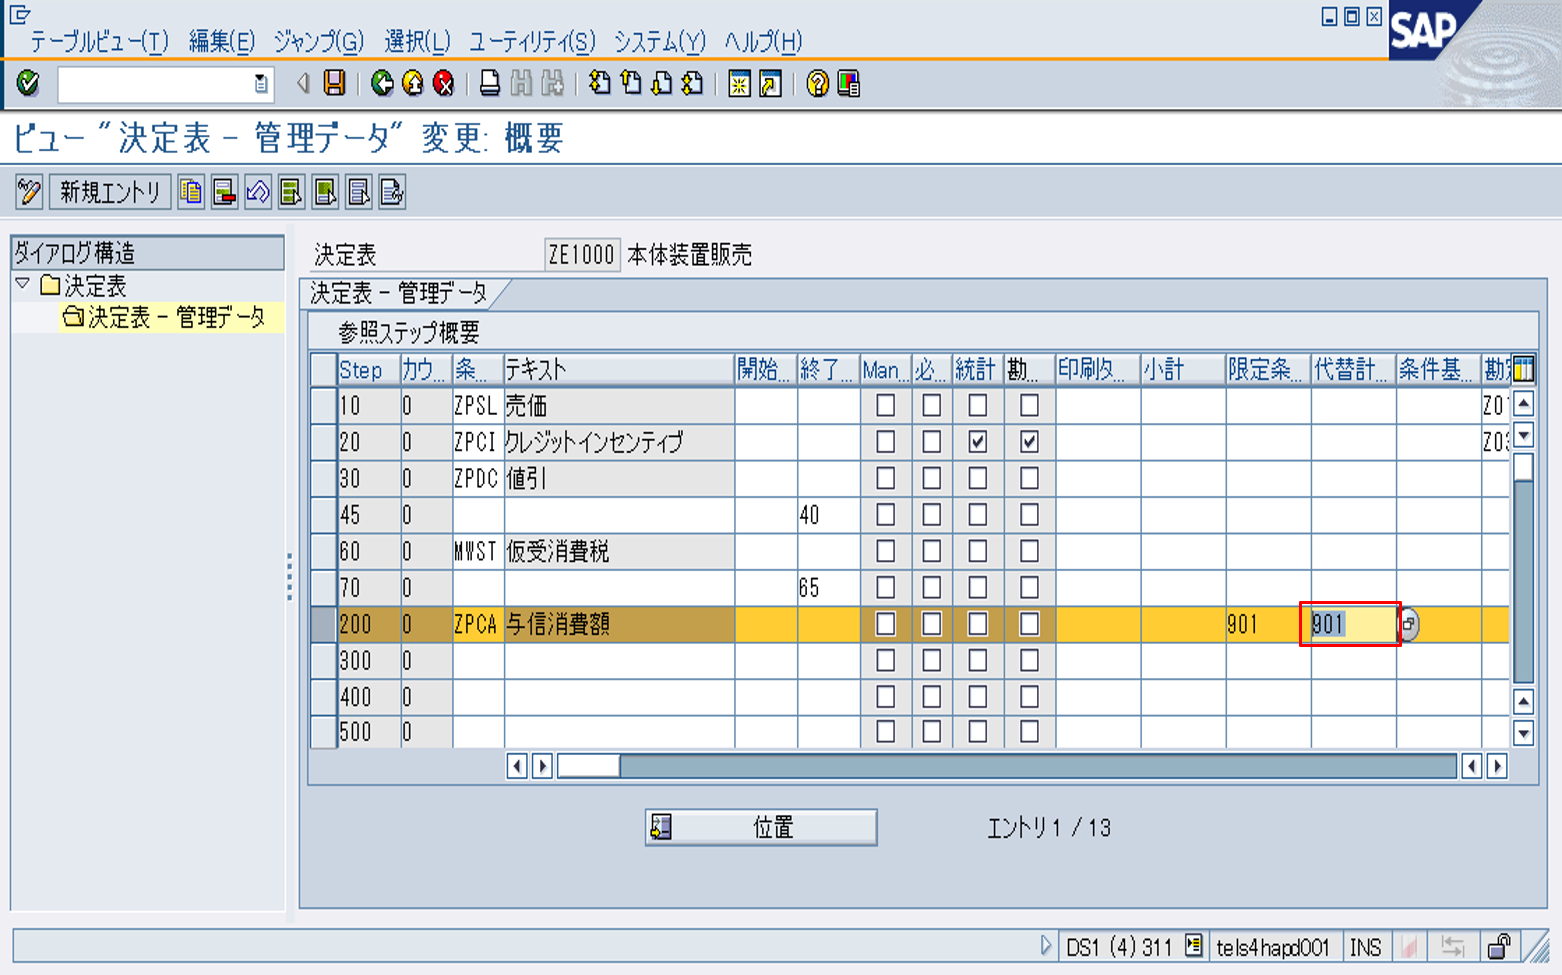 テーブルビュー(T) 編集(E) ジャンプ(G) 選択(L) ユーティリティ(S) システム(Y) ヘルプ(H)
SAP
ビュー "決定表 - 管理データ" 変更: 概要
新規エントリ
ダイアログ構造
決定表
決定表 - 管理データ
決定表 ZE1000 本体装置販売
決定表 - 管理データ
参照ステップ概要
Step カウ... 条... テキスト 開始... 終了... Man... 必... 統計 勘... 印刷タ... 小計 限定条... 代替計... 条件基... 勘定
10 0 ZPSL 売価 Z01
20 0 ZPCI クレジットインセンティブ Z03
30 0 ZPDC 値引
45 0 40
60 0 MWST 仮受消費税
70 0 65
200 0 ZPCA 与信消費額 901 901
300 0
400 0
500 0
位置 エントリ 1 / 13
DS1 (4) 311 tels4hapd001 INS